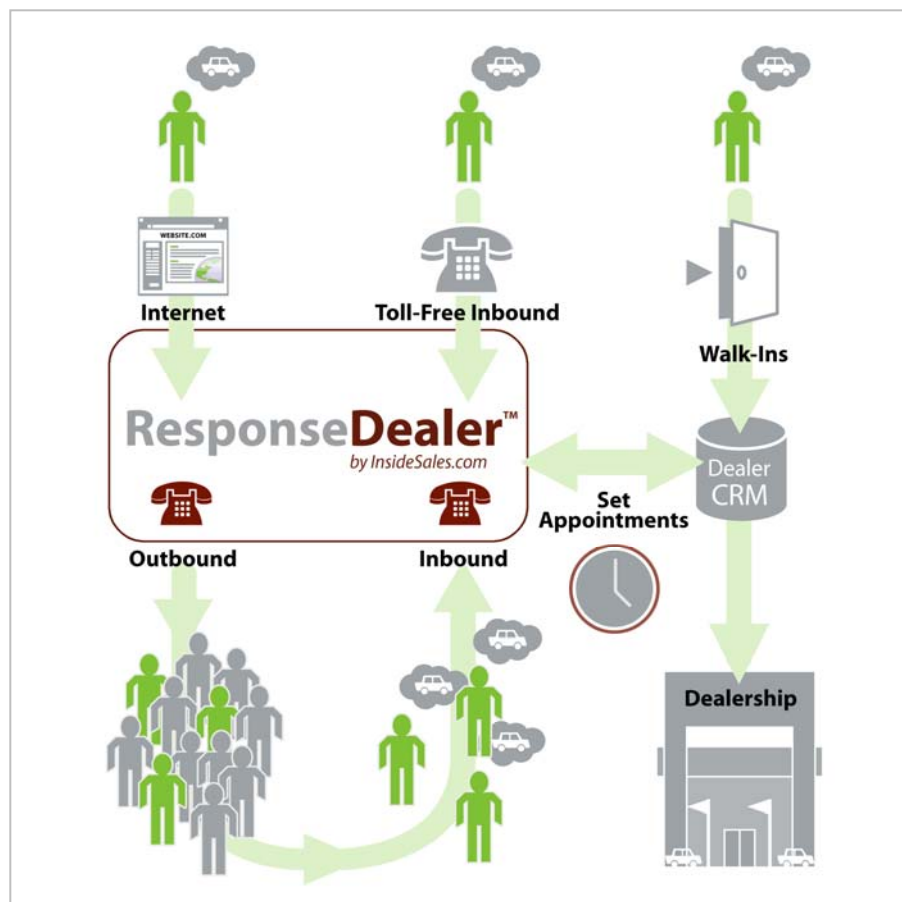 WEBSITE.COM
Internet
Toll-Free Inbound
Walk-Ins
ResponseDealer™
by InsideSales.com
Dealer
CRM
Set
Appointments
Outbound
Inbound
Dealership